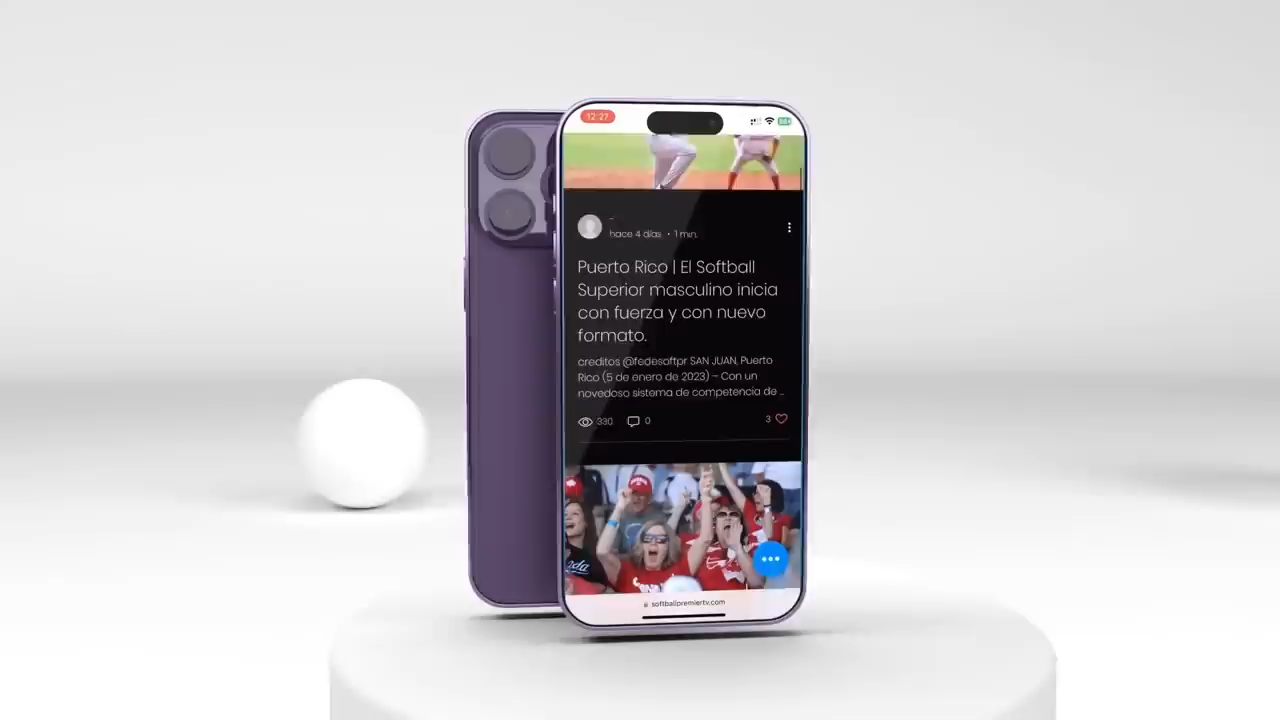 12:27
hace 4 días · 1 min.
Puerto Rico | El Softball
Superior masculino inicia
con fuerza y con nuevo
formato.
creditos @fedesoftpr SAN JUAN, Puerto
Rico (5 de enero de 2023) – Con un
novedoso sistema de competencia de ...
330 0 3
softballpremiertv.com